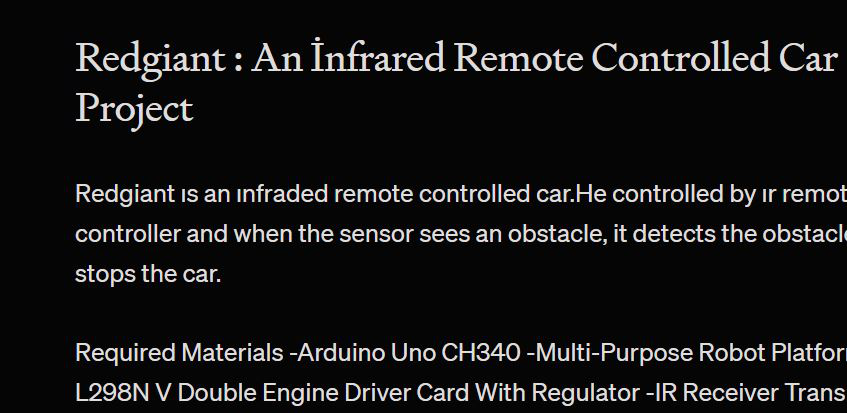 Redgiant : An İnfrared Remote Controlled Car
Project
Redgiant ıs an ınfraded remote controlled car.He controlled by ır remot
controller and when the sensor sees an obstacle, it detects the obstacl
stops the car.
Required Materials -Arduino Uno CH340 -Multi-Purpose Robot Platfor
L298N V Double Engine Driver Card With Regulator -IR Receiver Trans